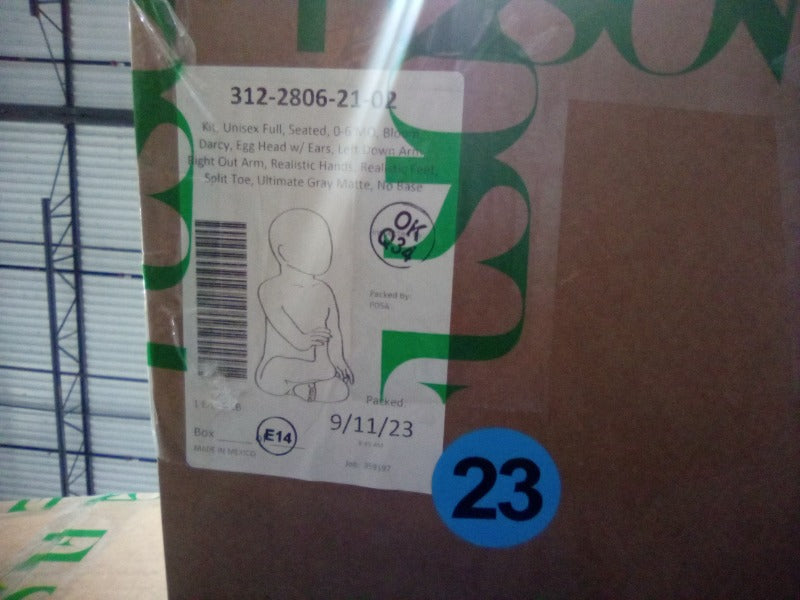 312-2806-21-02
Kit, Unisex Full, Seated, 0-6 MO,
Darcy, Egg Head w/ Ears, Left Down Arm,
Right Out Arm, Realistic Hands, Realistic Feet,
Split Toe, Ultimate Gray Matte, No Base
OK
Q34
Packed By:
POSA
Packed
9/11/23
Box
E14
MADE IN MEXICO
Job:
23